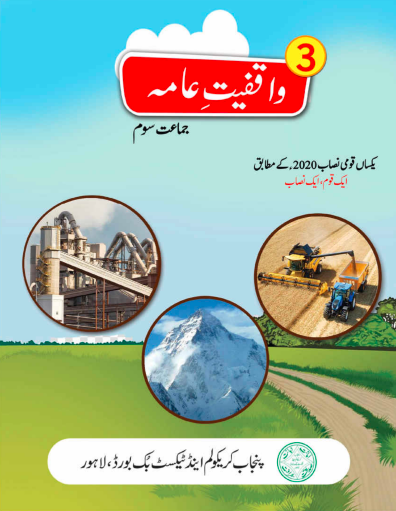 3
واقفیتِ عامہ
جماعت سوم
یکساں قومی نصاب 2020ء کے مطابق
ایک قوم، ایک نصاب
پنجاب کریکولم اینڈ ٹیکسٹ بُک بورڈ، لاہور